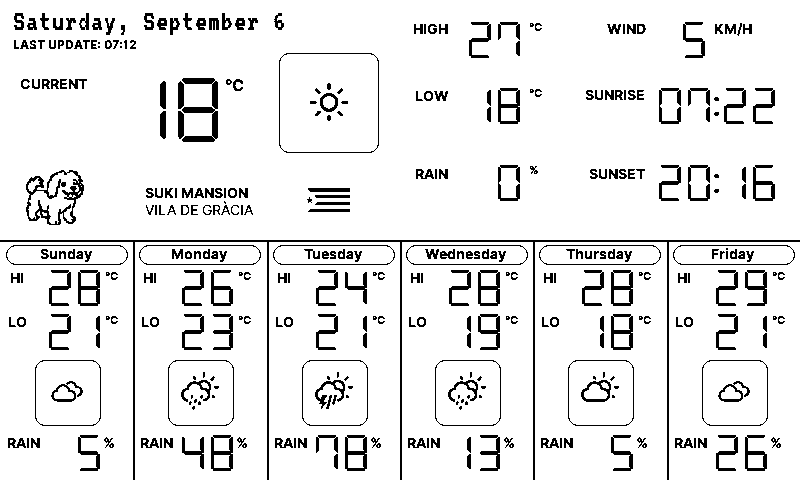 Saturday, September 6
LAST UPDATE: 07:12
CURRENT 18 °C
SUKI MANSION
VILA DE GRÀCIA
HIGH 27 °C
LOW 18 °C
RAIN 0 %
WIND 5 KM/H
SUNRISE 07:22
SUNSET 20:16
Sunday
HI 28 °C
LO 21 °C
RAIN 5 %
Monday
HI 26 °C
LO 23 °C
RAIN 48 %
Tuesday
HI 24 °C
LO 21 °C
RAIN 78 %
Wednesday
HI 28 °C
LO 19 °C
RAIN 13 %
Thursday
HI 28 °C
LO 18 °C
RAIN 5 %
Friday
HI 29 °C
LO 21 °C
RAIN 26 %